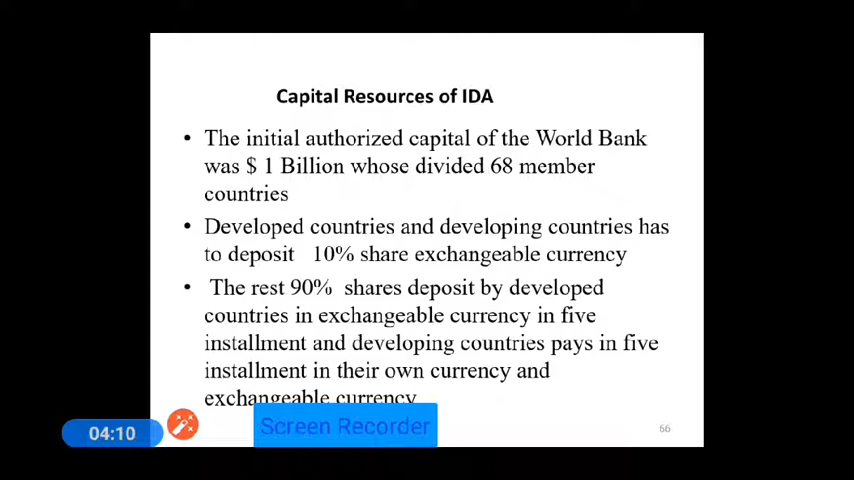 Capital Resources of IDA
• The initial authorized capital of the World Bank
was $ 1 Billion whose divided 68 member
countries
• Developed countries and developing countries has
to deposit 10% share exchangeable currency
• The rest 90% shares deposit by developed
countries in exchangeable currency in five
installment and developing countries pays in five
installment in their own currency and
exchangeable currency
04:10
Screen Recorder
66